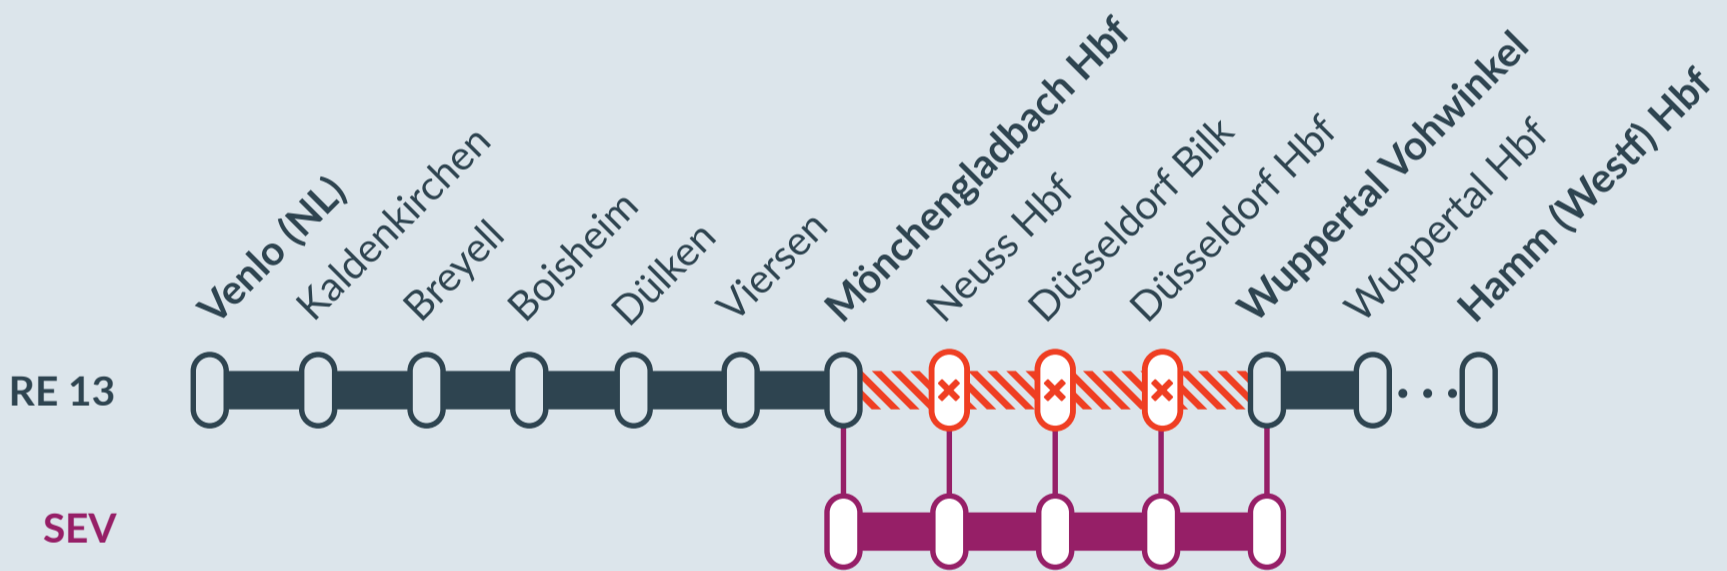 Venlo (NL)
Kaldenkirchen
Breyell
Boisheim
Dülken
Viersen
Mönchengladbach Hbf
Neuss Hbf
Düsseldorf Bilk
Düsseldorf Hbf
Wuppertal Vohwinkel
Wuppertal Hbf
Hamm (Westf) Hbf
RE 13
SEV